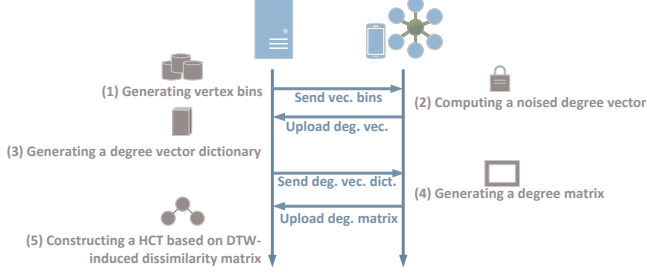 (1) Generating vertex bins
Send vec. bins
(2) Computing a noised degree vector
Upload deg. vec.
(3) Generating a degree vector dictionary
Send deg. vec. dict.
(4) Generating a degree matrix
Upload deg. matrix
(5) Constructing a HCT based on DTW-
induced dissimilarity matrix